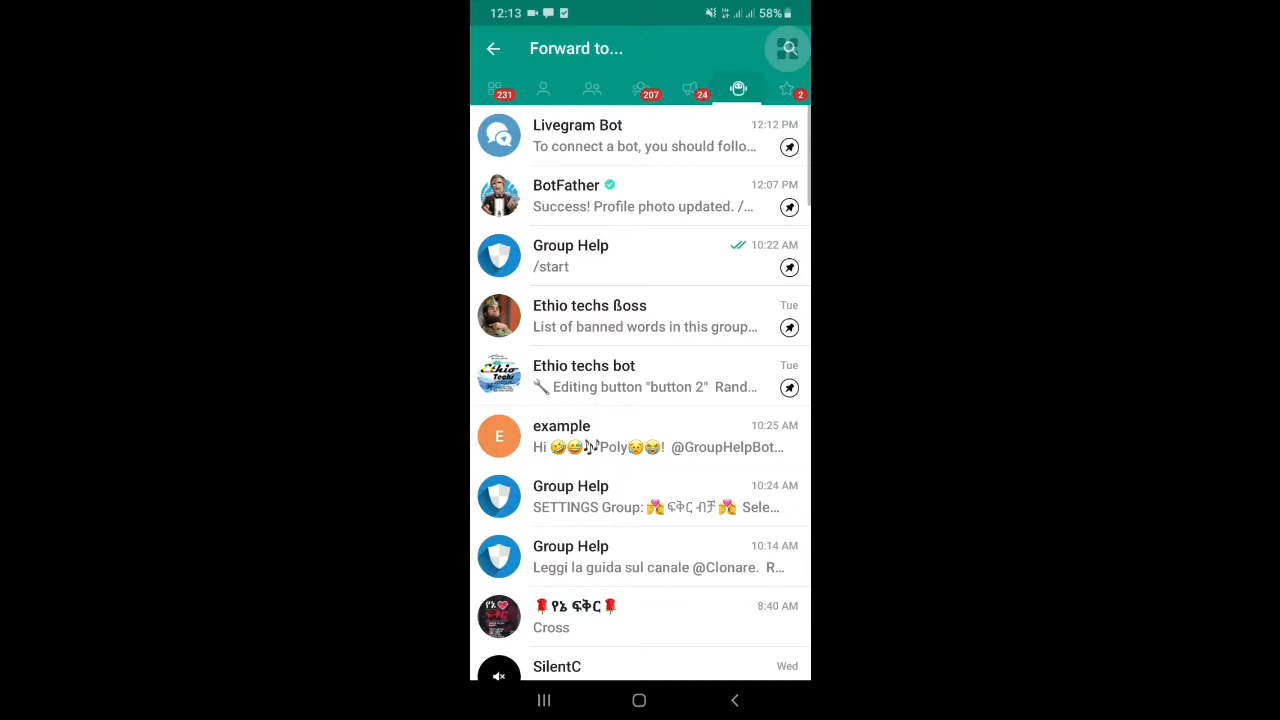 12:13
58%
Forward to...
231
207
24
2
Livegram Bot
12:12 PM
To connect a bot, you should follo...
BotFather
12:07 PM
Success! Profile photo updated. /...
Group Help
10:22 AM
/start
Ethio techs ßoss
Tue
List of banned words in this group...
Ethio techs bot
Tue
🔧 Editing button "button 2" Rand...
E
example
10:25 AM
Hi 🤣😅🎶Poly😥😭! @GroupHelpBot...
Group Help
10:24 AM
SETTINGS Group: 💏 ፍቅር ብቻ 💏 Sele...
Group Help
10:14 AM
Leggi la guida sul canale @Clonare. R...
🌹የኔ ፍቅር🌹
8:40 AM
Cross
SilentC
Wed